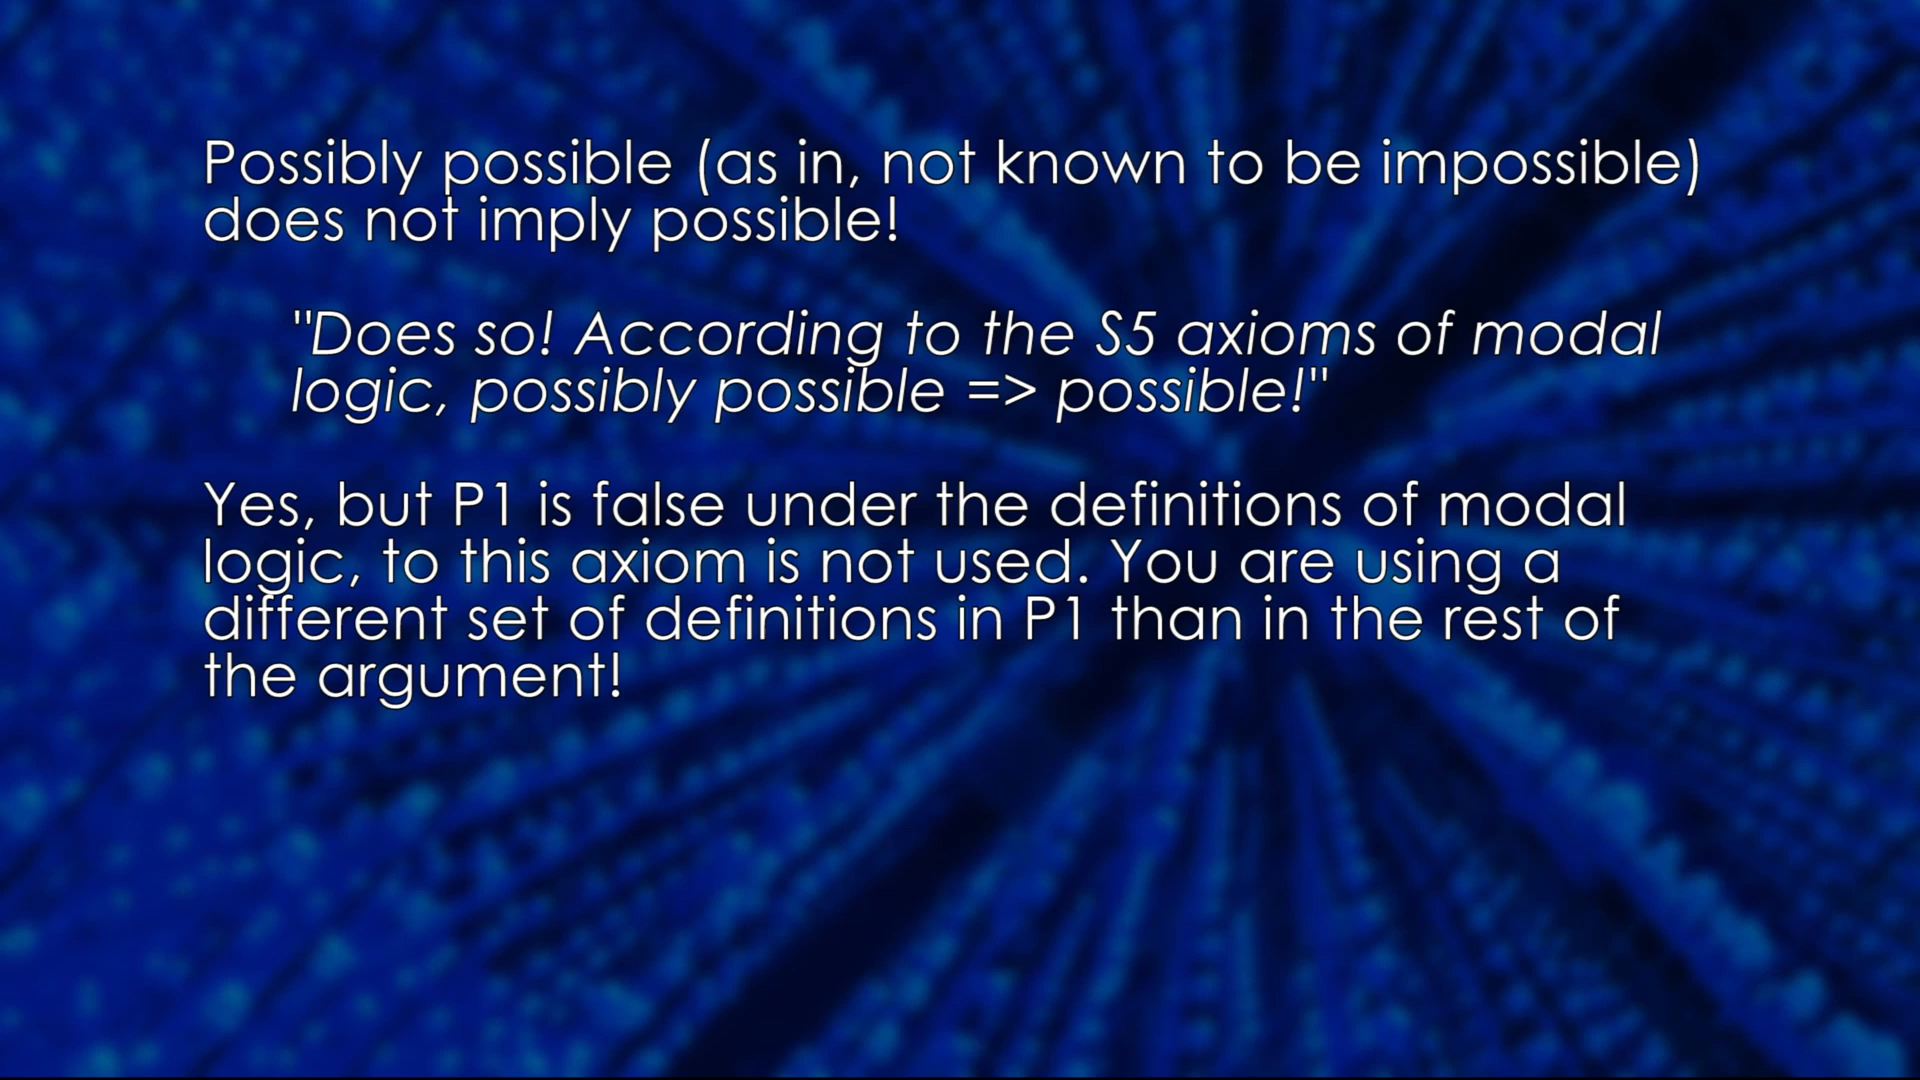 Possibly possible (as in, not known to be impossible)
does not imply possible!
"Does so! According to the S5 axioms of modal
logic, possibly possible => possible!"
Yes, but P1 is false under the definitions of modal
logic, to this axiom is not used. You are using a
different set of definitions in P1 than in the rest of
the argument!